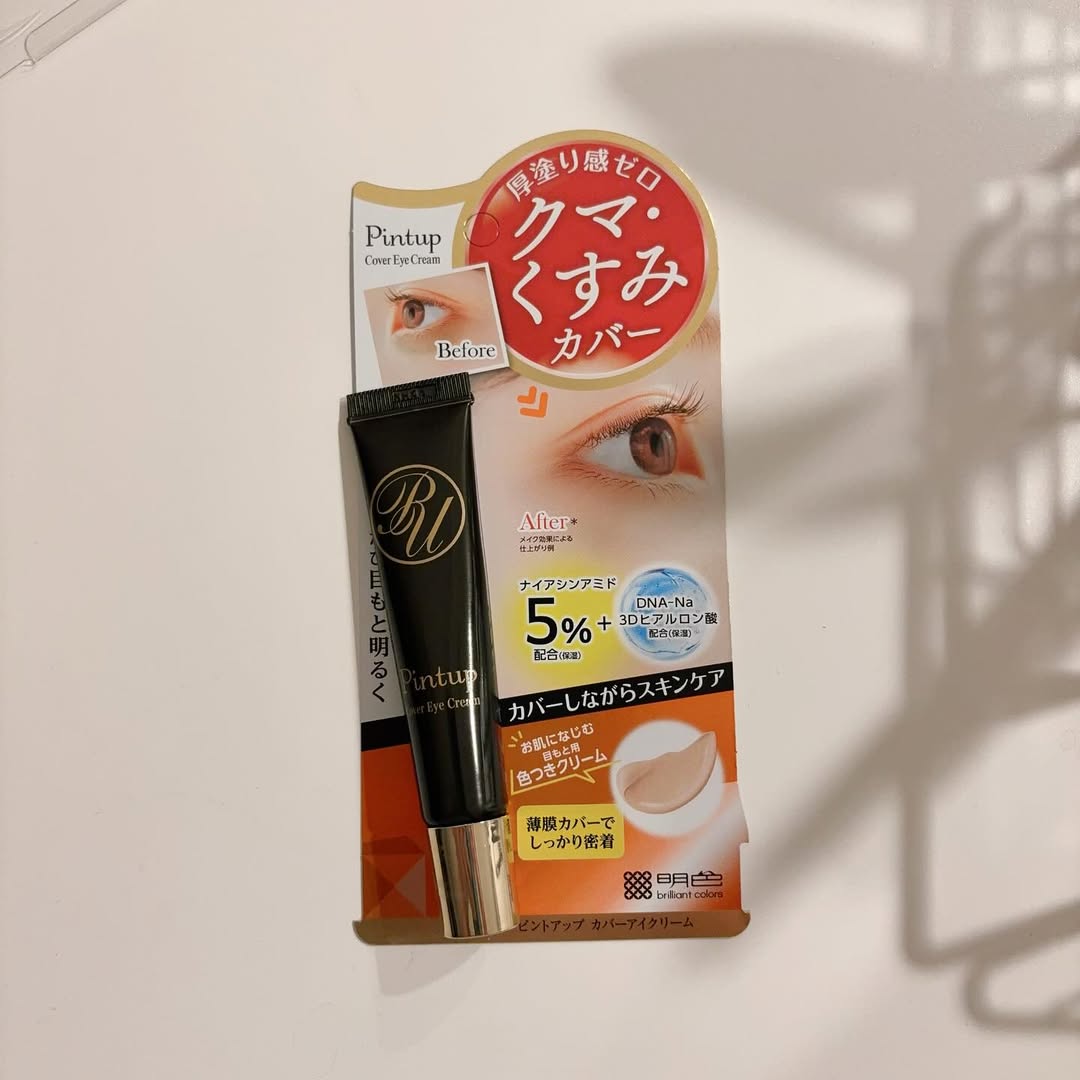 厚塗り感ゼロ
クマ・
くすみ
カバー
Pintup
Cover Eye Cream
Before
After*
メイク効果による
仕上がり例
ナイアシンアミド
5%
配合(保湿)
+
DNA-Na
3Dヒアルロン酸
配合(保湿)
目もと明るく
BU
Pintup
Cover Eye Cream
カバーしながらスキンケア
お肌になじむ
目もと用
色つきクリーム
薄膜カバーで
しっかり密着
明色
brilliant colors
ピントアップ カバーアイクリーム